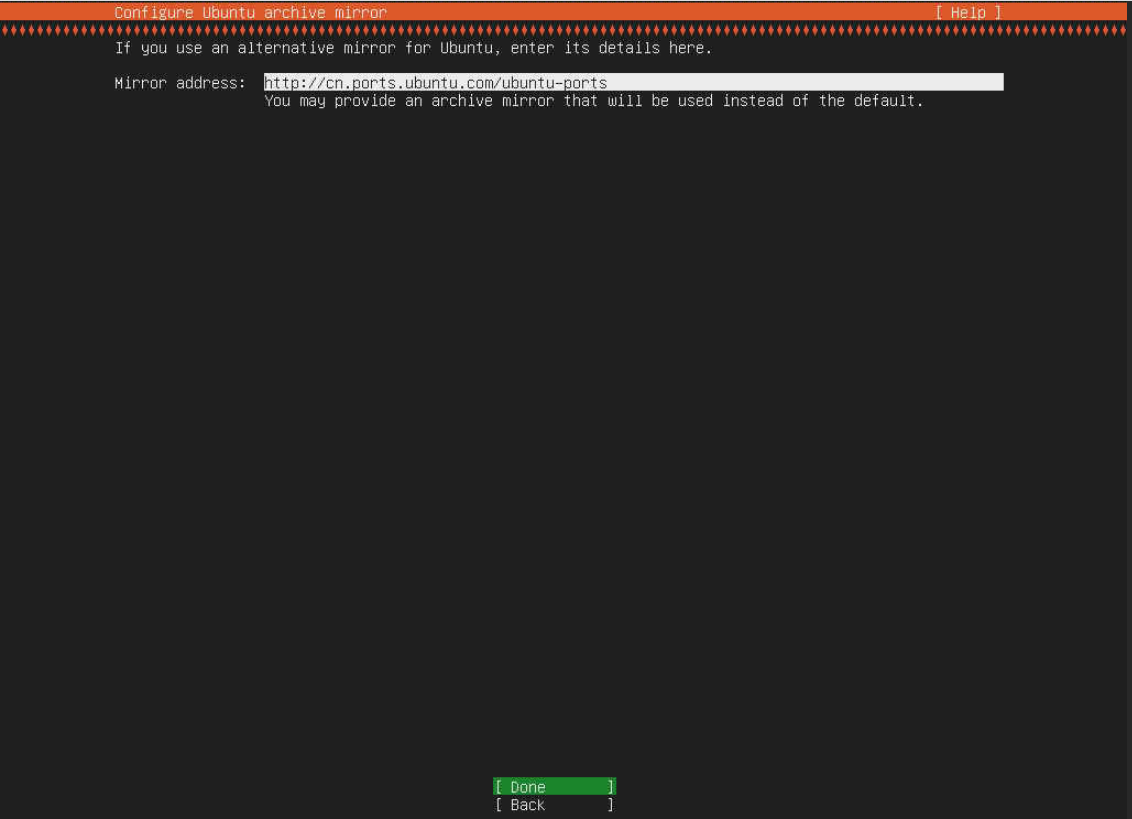 Configure Ubuntu archive mirror [ Help ]
If you use an alternative mirror for Ubuntu, enter its details here.
Mirror address: http://cn.ports.ubuntu.com/ubuntu-ports
You may provide an archive mirror that will be used instead of the default.
[ Done ]
[ Back ]